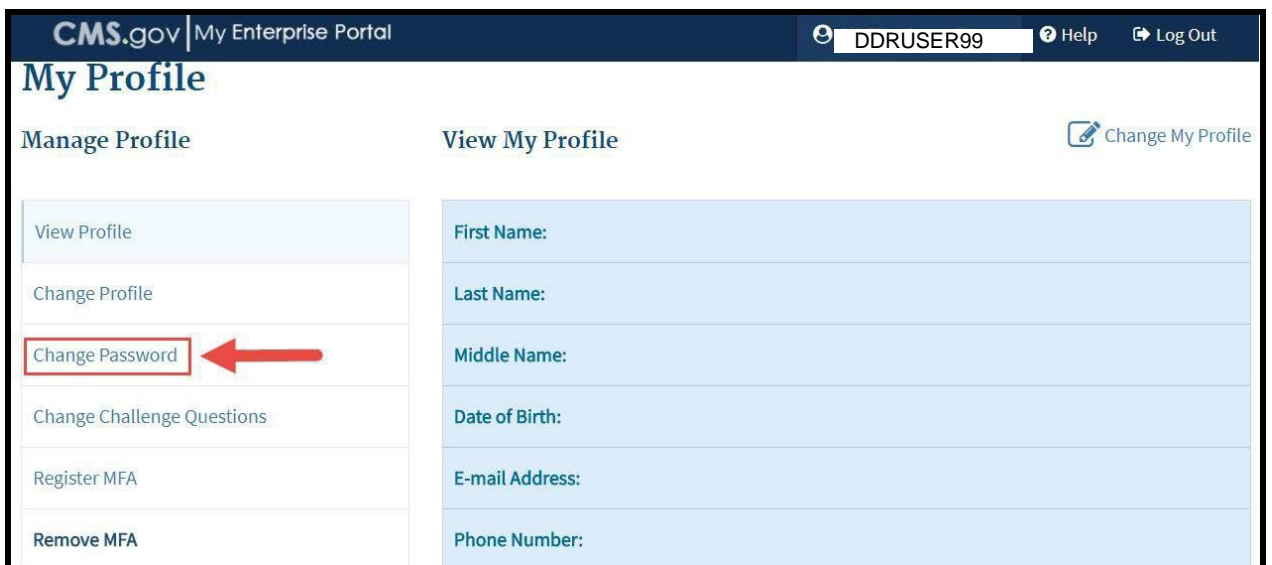 CMS.gov My Enterprise Portal
DDRUSER99
Help
Log Out
My Profile
Manage Profile
View My Profile
Change My Profile
View Profile
First Name:
Change Profile
Last Name:
Change Password
Middle Name:
Change Challenge Questions
Date of Birth:
Register MFA
E-mail Address:
Remove MFA
Phone Number: